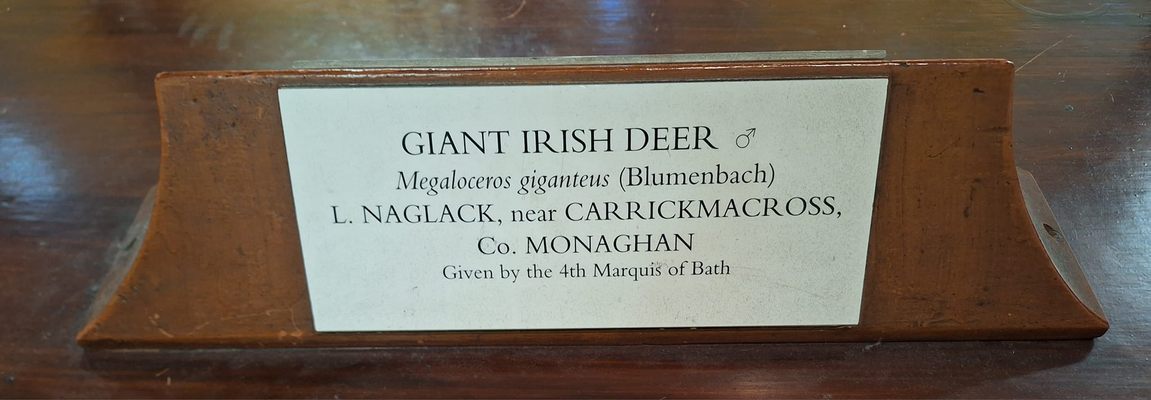 GIANT IRISH DEER ♂
Megaloceros giganteus (Blumenbach)
L. NAGLACK, near CARRICKMACROSS,
Co. MONAGHAN
Given by the 4th Marquis of Bath